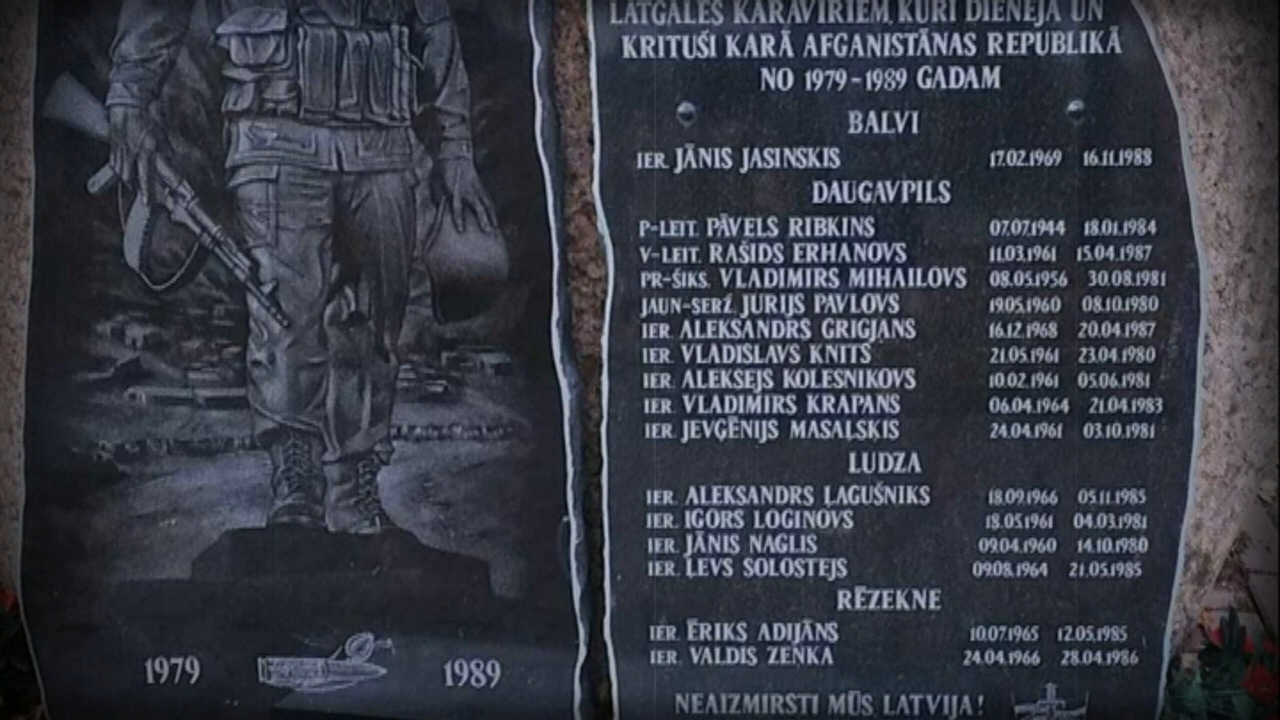 LATGALES KARAVĪRIEM, KURI DIENĒJA UN
KRITUŠI KARĀ AFGANISTĀNAS REPUBLIKĀ
NO 1979-1989 GADAM
BALVI
IER. JĀNIS JASINSKIS 17.02.1969 16.11.1988
DAUGAVPILS
P-LEIT. PĀVELS RIBKINS 07.07.1944 18.01.1984
V-LEIT. RAŠIDS ERHANOVS 11.03.1961 15.04.1987
PR-ŠIKS. VLADIMIRS MIHAILOVS 08.05.1956 30.08.1981
JAUN-SERŽ. JURIJS PAVLOVS 19.05.1960 08.10.1980
IER. ALEKSANDRS GRIGJANS 16.12.1968 20.04.1987
IER. VLADISLAVS KNITS 21.05.1961 23.04.1980
IER. ALEKSEJS KOLESNIKOVS 10.02.1961 05.06.1981
IER. VLADIMIRS KRAPANS 06.04.1964 21.04.1983
IER. JEVĢĒNIJS MASAĻSĶIS 24.04.1961 03.10.1981
LUDZA
IER. ALEKSANDRS ĻAGUŠNIKS 18.09.1966 05.11.1985
IER. IGORS LOGINOVS 18.05.1961 04.03.1981
IER. JĀNIS NAGLIS 09.04.1960 14.10.1980
IER. ĻEVS SOLOSTEJS 09.08.1964 21.05.1985
RĒZEKNE
IER. ĒRIKS ADIJĀNS 10.07.1965 12.05.1985
IER. VALDIS ZEŅKA 24.04.1966 28.04.1986
NEAIZMIRSTI MŪS, LATVIJA!
1979 1989